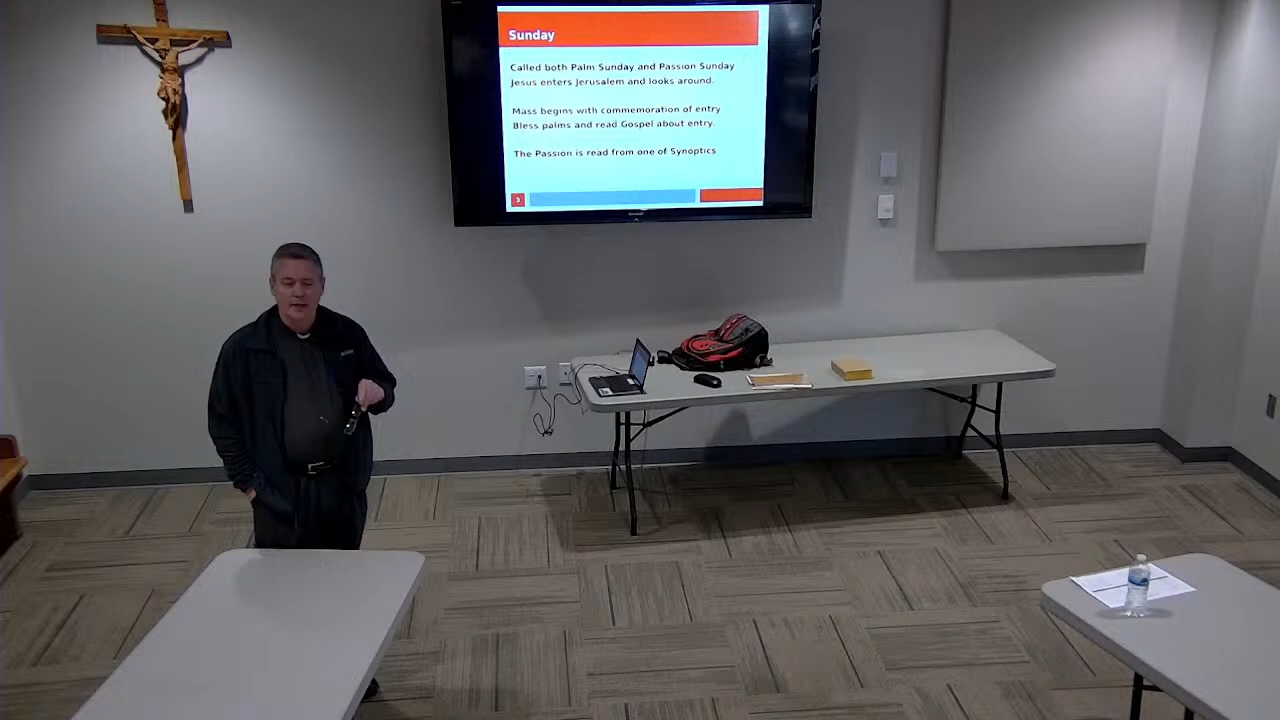 Sunday
Called both Palm Sunday and Passion Sunday
Jesus enters Jerusalem and looks around.
Mass begins with commemoration of entry
Bless palms and read Gospel about entry.
The Passion is read from one of Synoptics
3